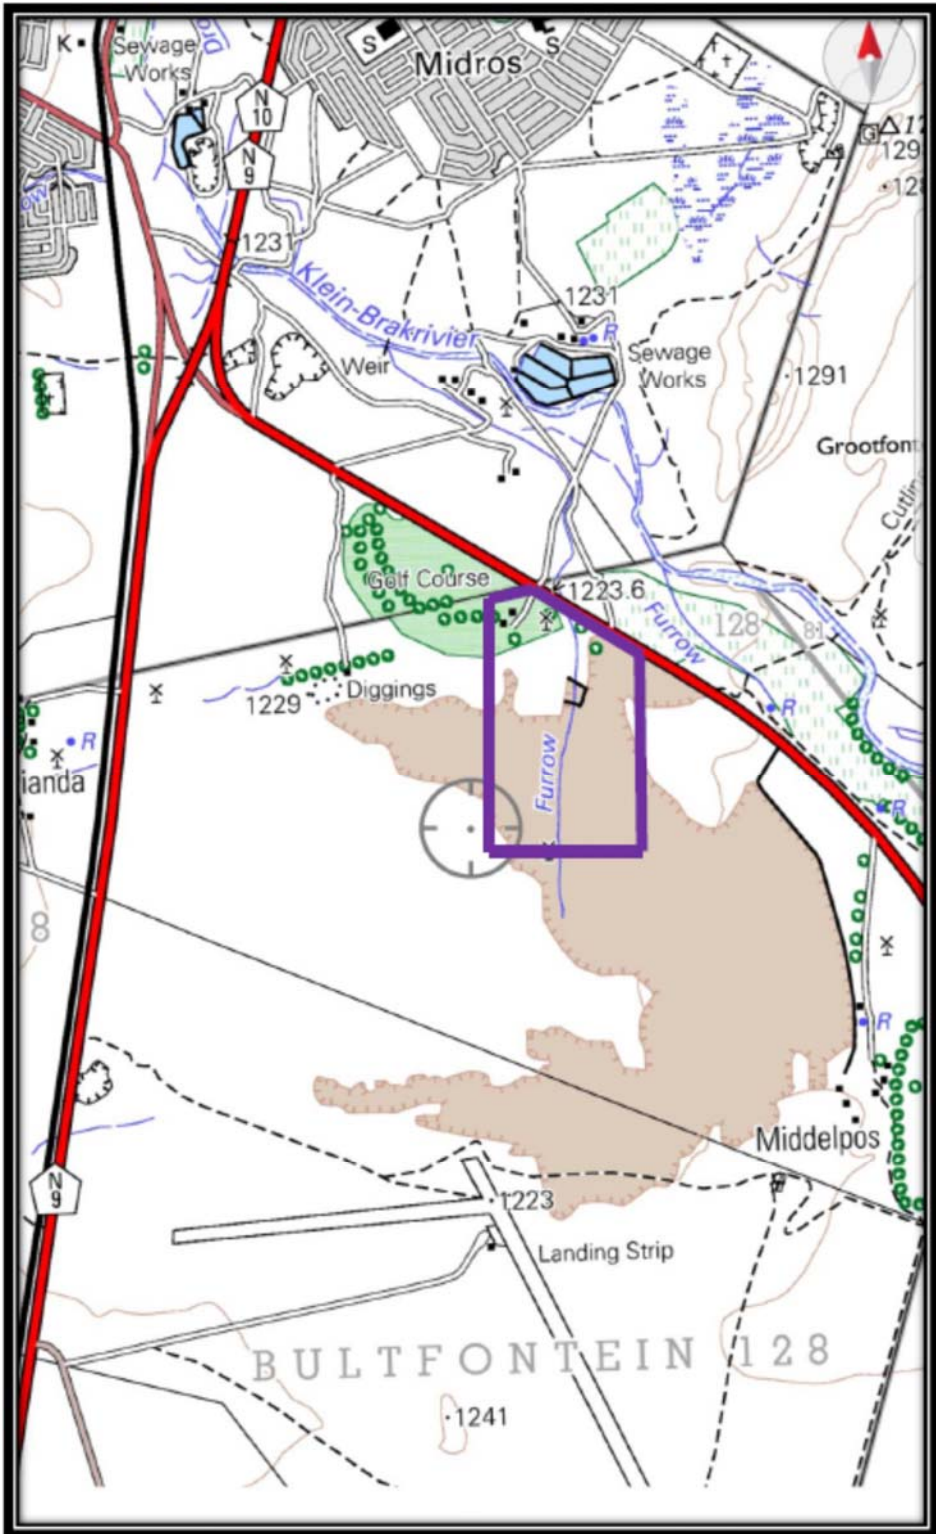 K
Sewage
Works
S
S
Midros
N
10
N
9
129
1231
Klein-Brakrivier
1231
R
Weir
Sewage
Works
1291
Grootfont
Golf Course
1223.6
Furrow
128
81
Diggings
1229
R
R
ianda
Furrow
R
8
R
Middelpos
N
9
1223
Landing Strip
BULTFONTEIN 128
1241